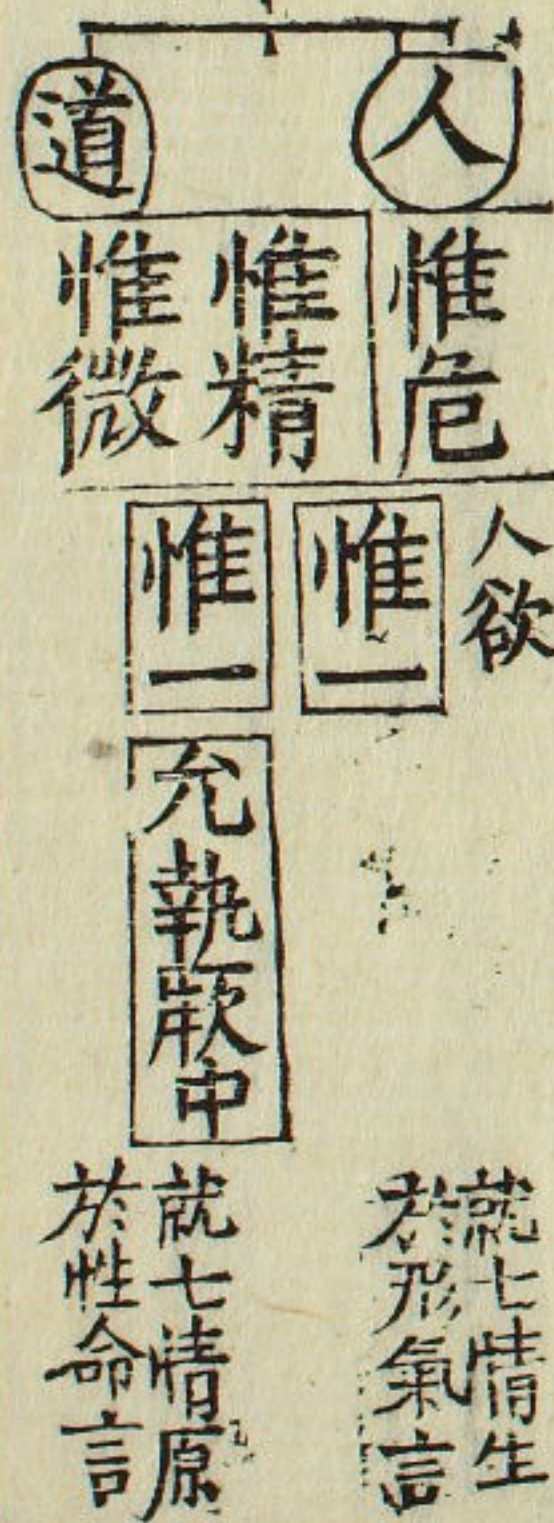 人
道
惟危
惟精
惟微
人欲
惟一
惟一
允執厥中
就七情生
於形氣言
就七情原
於性命言